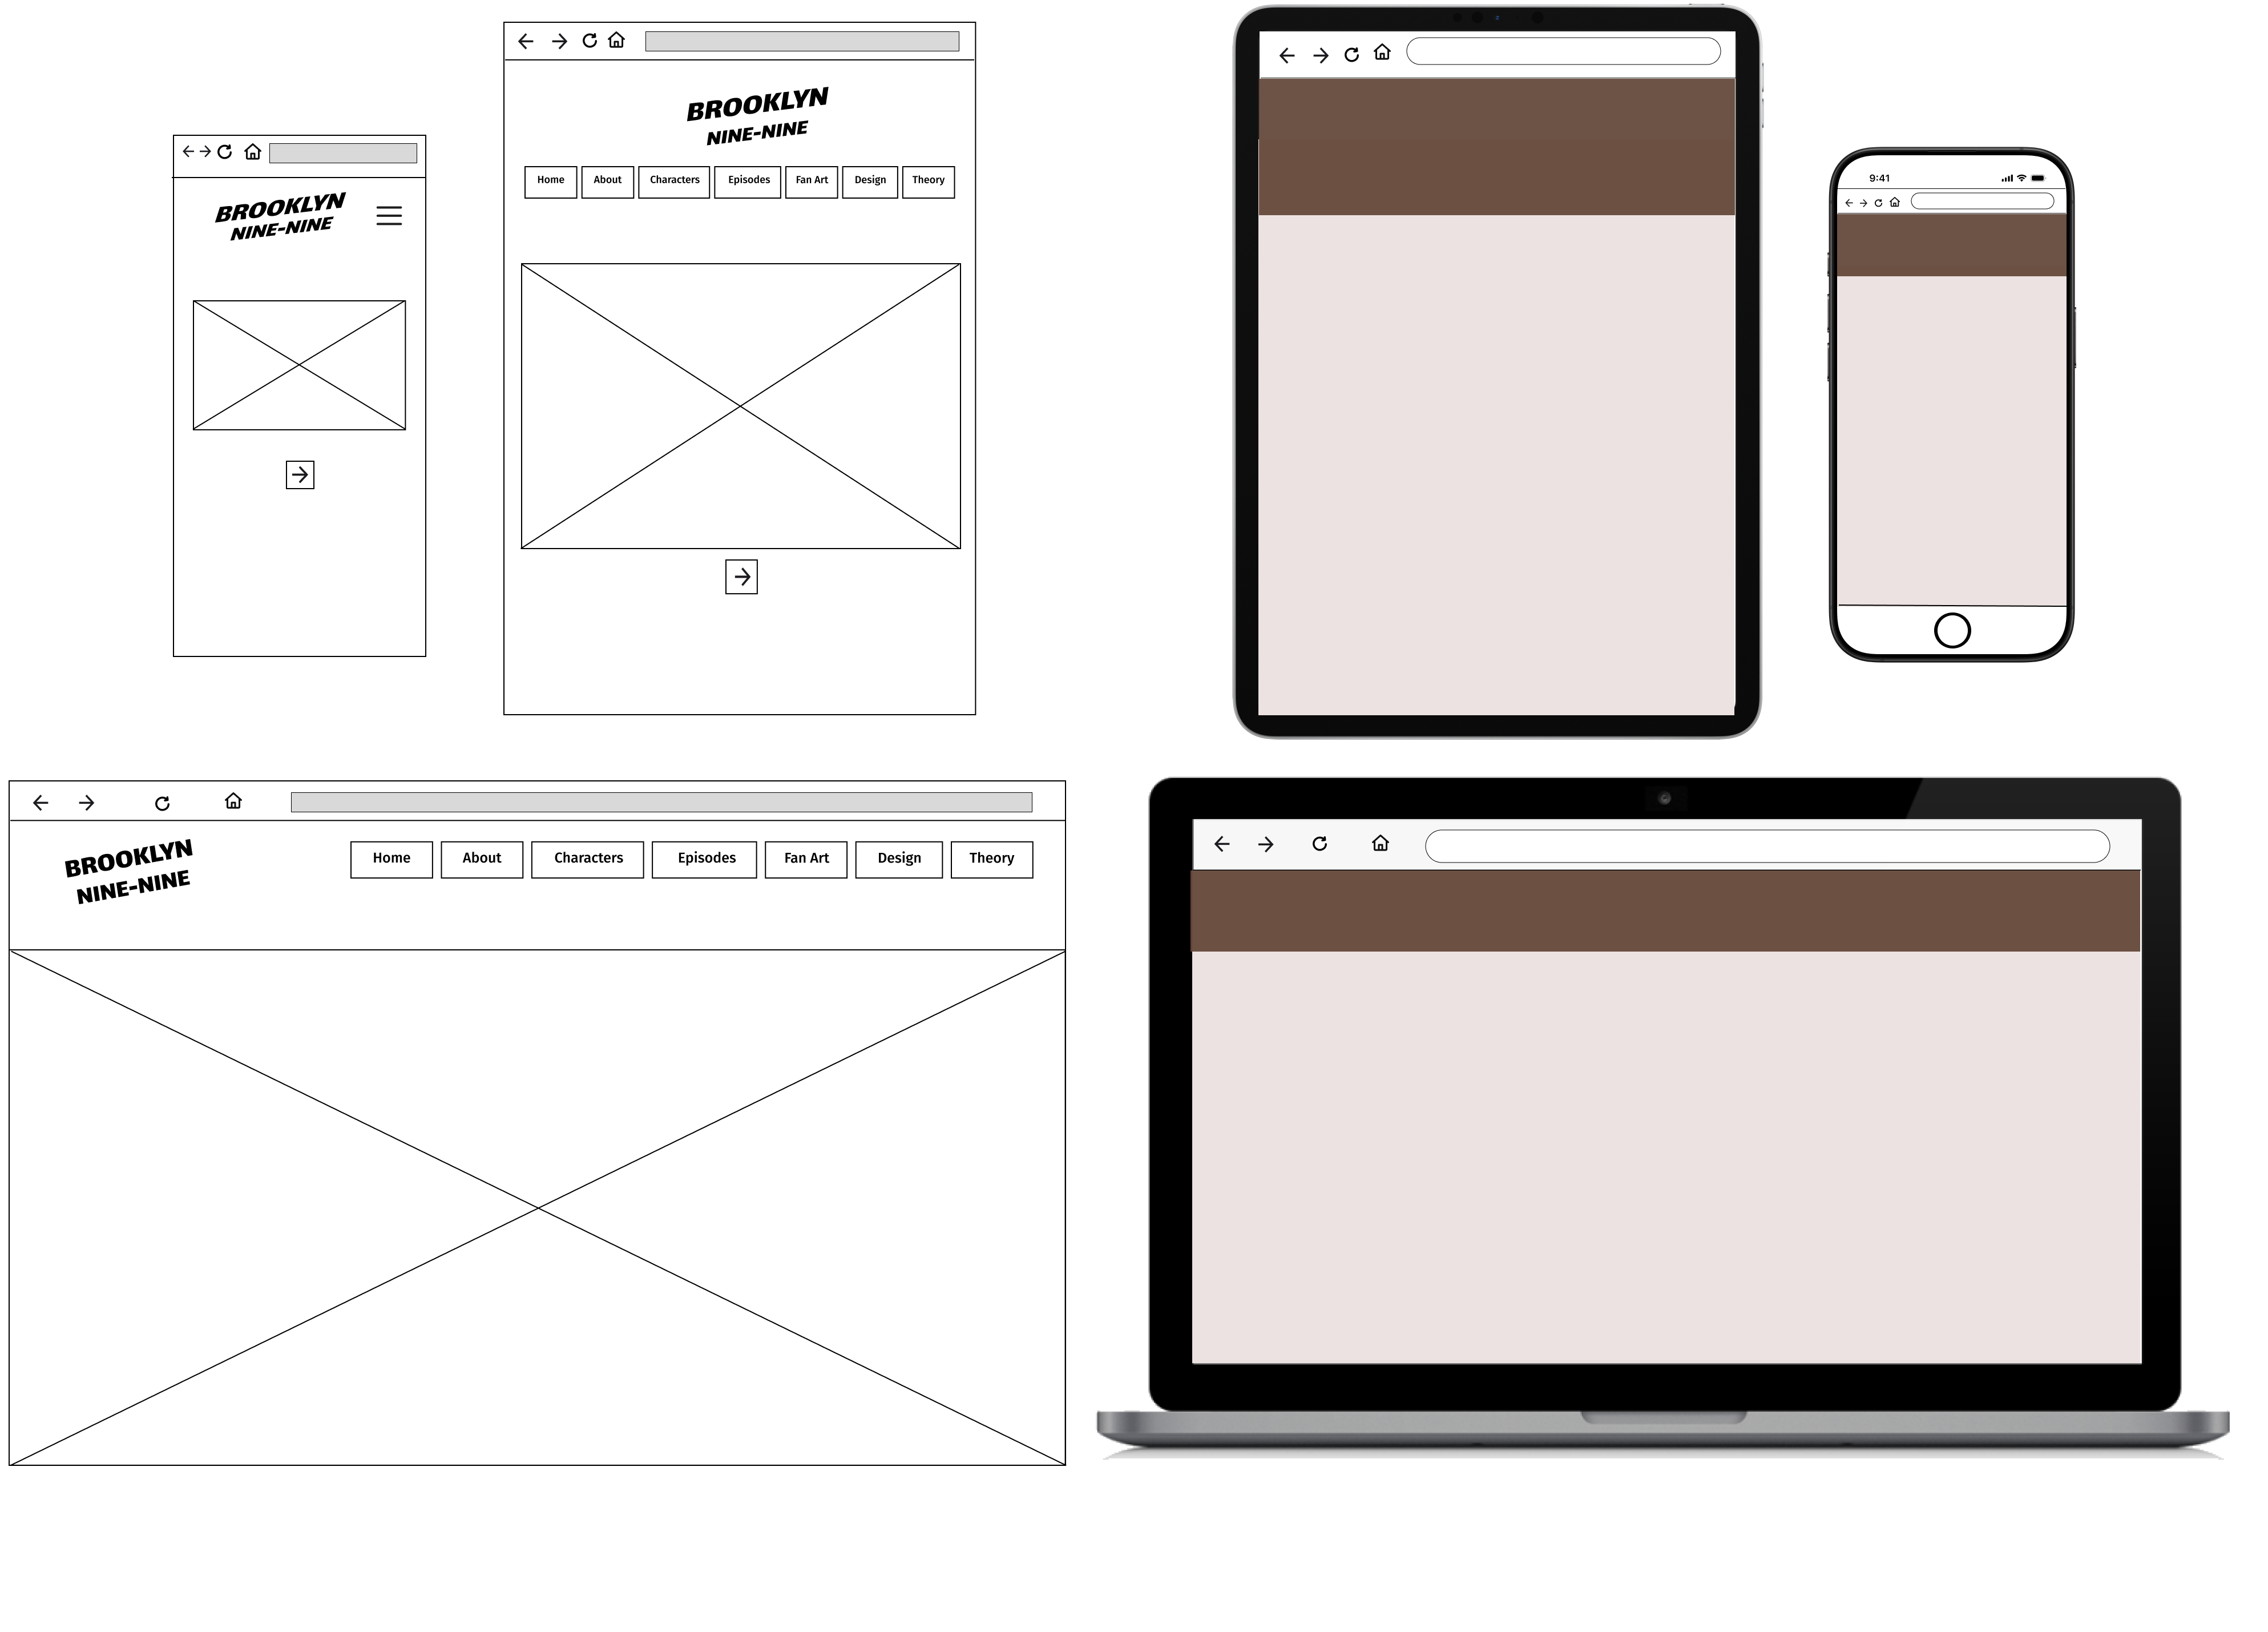 BROOKLYN
NINE-NINE
BROOKLYN
NINE-NINE
Home About Characters Episodes Fan Art Design Theory
9:41
BROOKLYN
NINE-NINE
Home About Characters Episodes Fan Art Design Theory